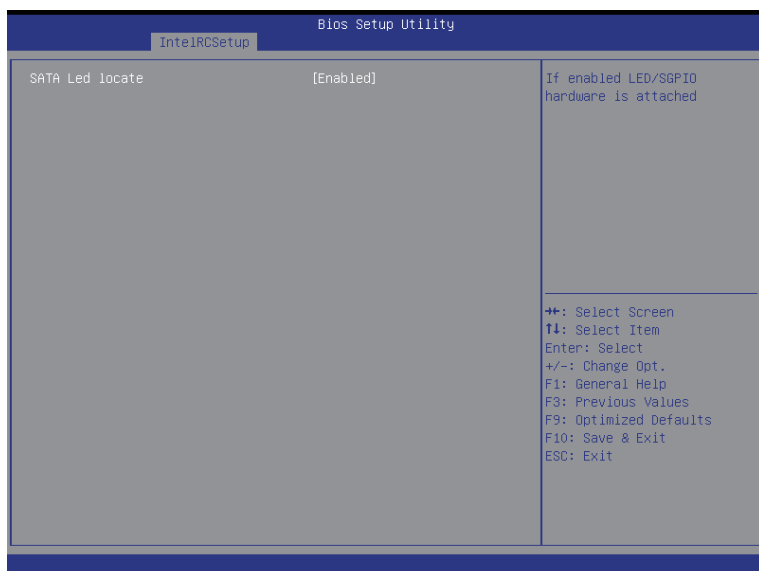 Bios Setup Utility
IntelRCSetup
SATA Led locate [Enabled]
If enabled LED/SGPIO
hardware is attached
→←: Select Screen
↑↓: Select Item
Enter: Select
+/-: Change Opt.
F1: General Help
F3: Previous Values
F9: Optimized Defaults
F10: Save & Exit
ESC: Exit